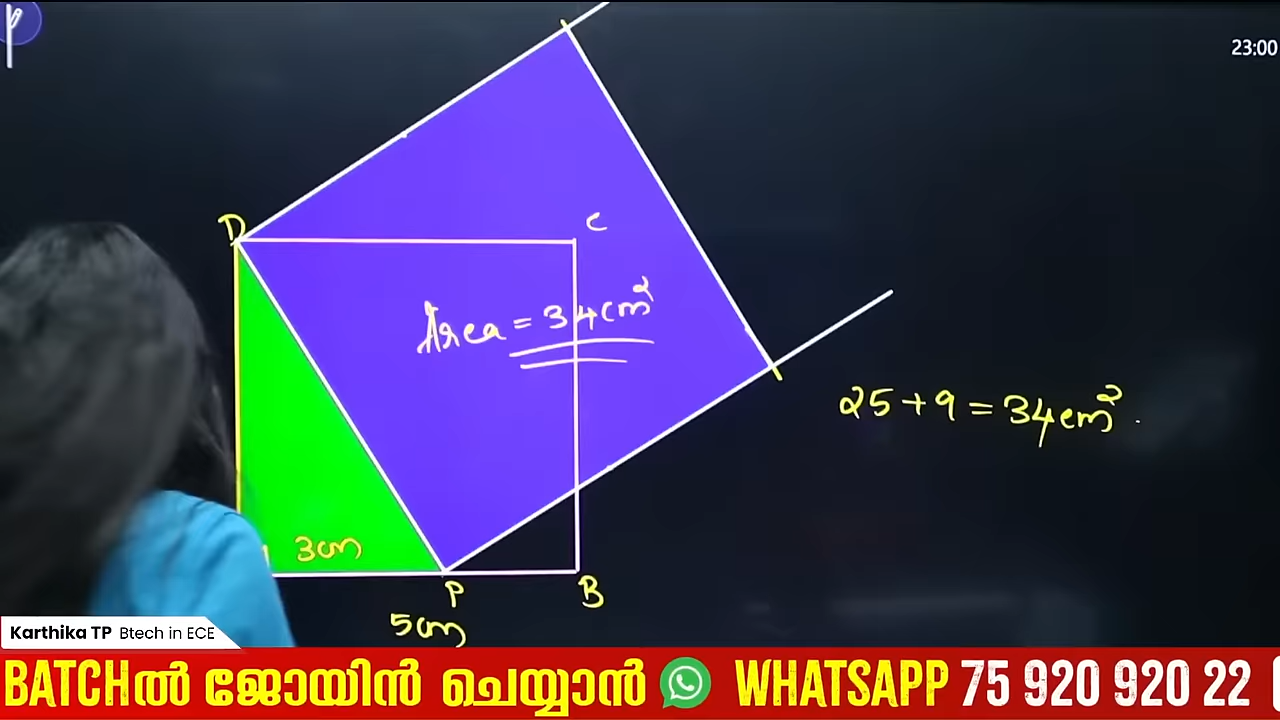 23:00
D
C
Area = 34cm²
25+9=34cm²
3cm
P
B
5cm
Karthika TP Btech in ECE
BATCHൽ ജോയിൻ ചെയ്യാൻ WHATSAPP 75 920 920 22